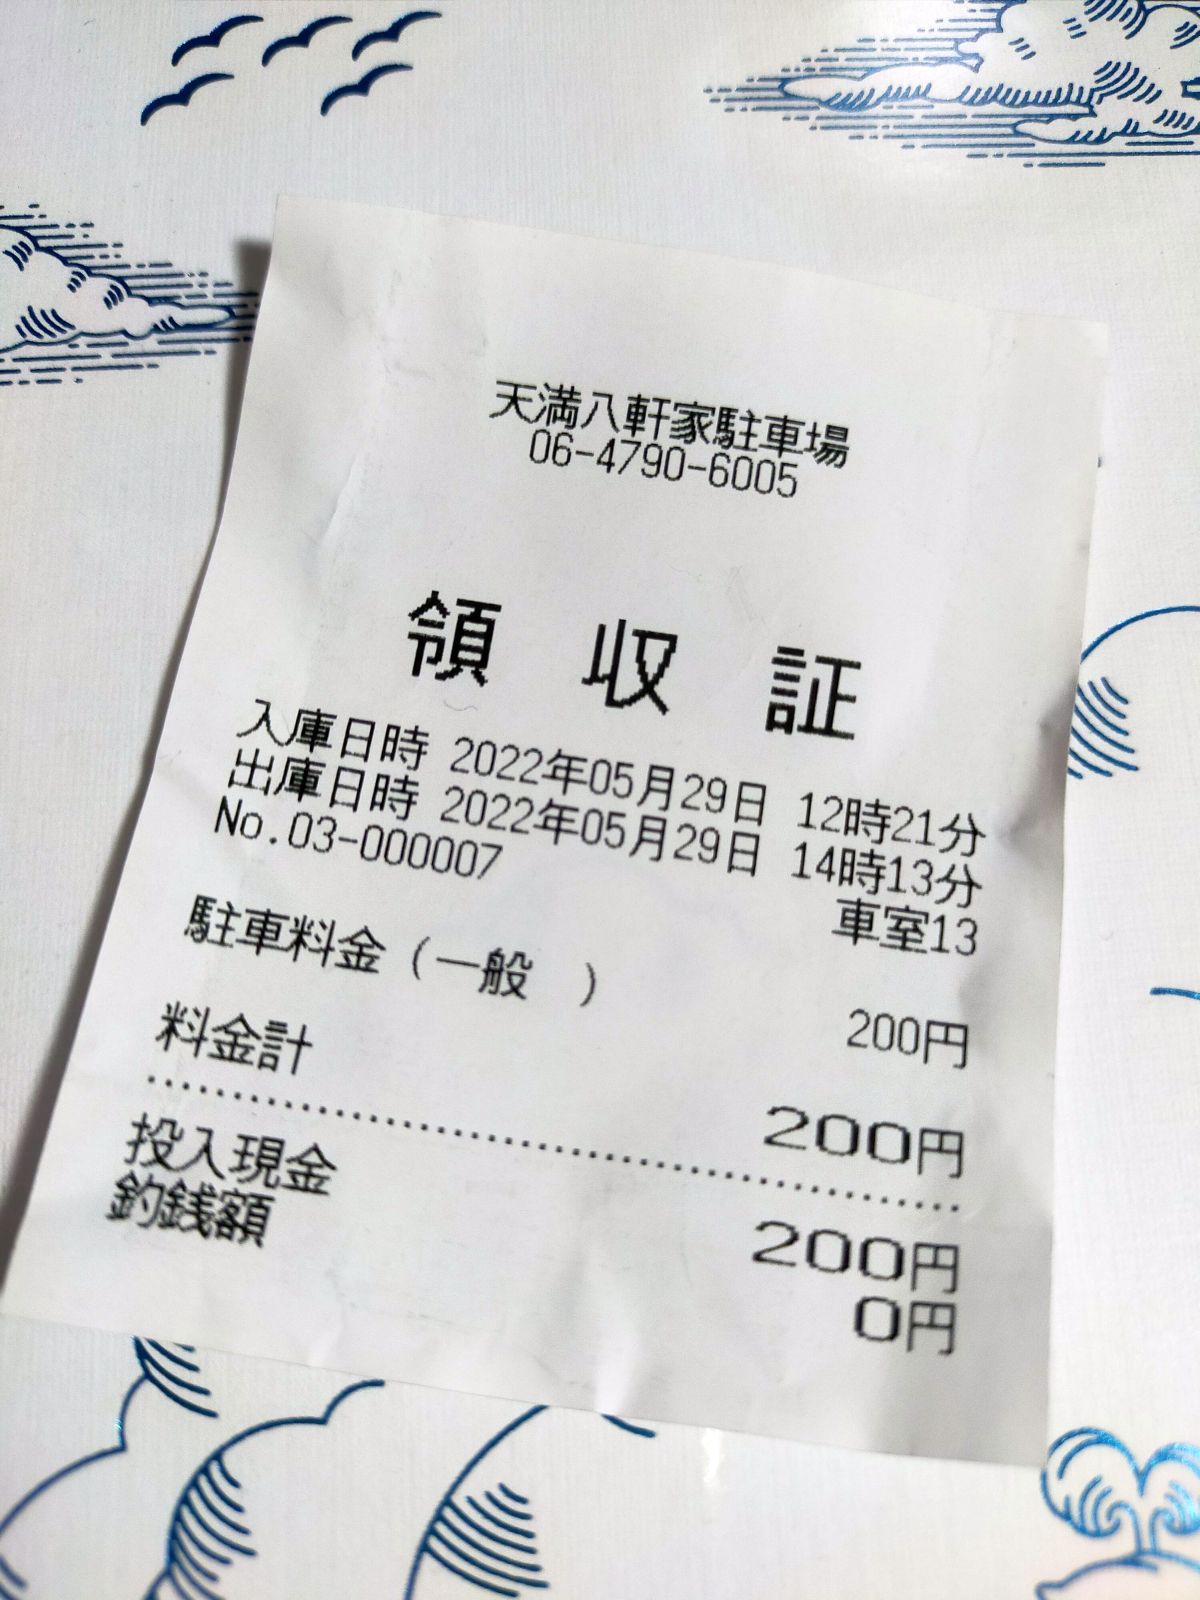 天満八軒家駐車場
06-4790-6005
領 収 証
入庫日時 2022年05月29日 12時21分
出庫日時 2022年05月29日 14時13分
No.03-000007 車室13
駐車料金(一般 ) 200円
料金計 200円
投入現金 200円
釣銭額 0円